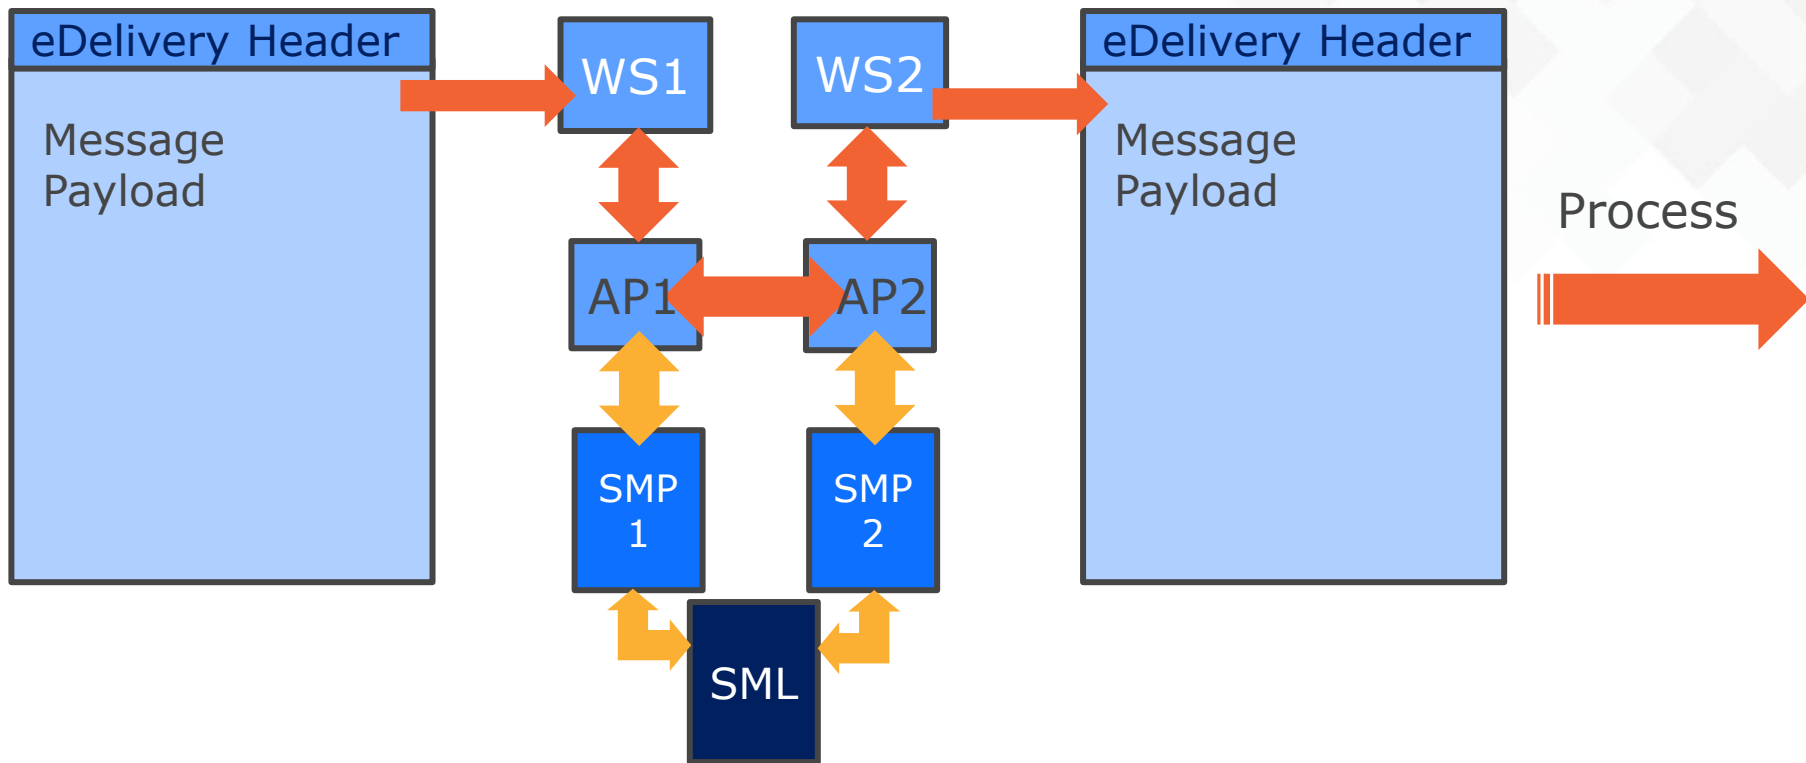 eDelivery Header
Message
Payload
WS1
WS2
AP1
AP2
SMP
1
SMP
2
SML
eDelivery Header
Message
Payload
Process